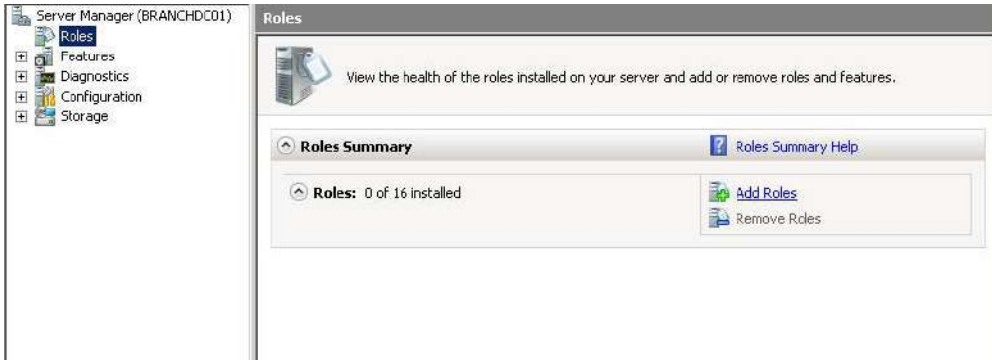 Server Manager (BRANCHDC01)
Roles
Features
Diagnostics
Configuration
Storage
Roles
View the health of the roles installed on your server and add or remove roles and features.
Roles Summary
Roles Summary Help
Roles: 0 of 16 installed
Add Roles
Remove Roles